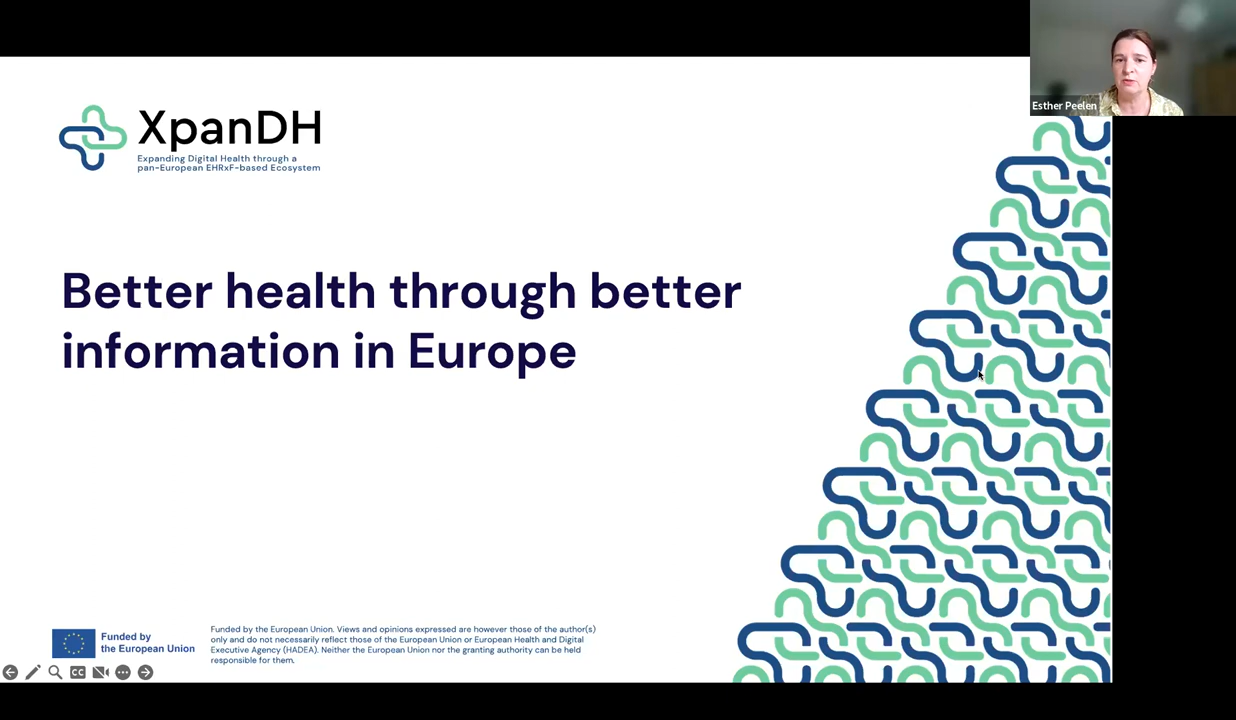 Esther Peelen
XpanDH
Expanding Digital Health through a
pan-European EHRxF-based Ecosystem
Better health through better
information in Europe
Funded by
the European Union
Funded by the European Union. Views and opinions expressed are however those of the author(s)
only and do not necessarily reflect those of the European Union or European Health and Digital
Executive Agency (HADEA). Neither the European Union nor the granting authority can be held
responsible for them.
CC